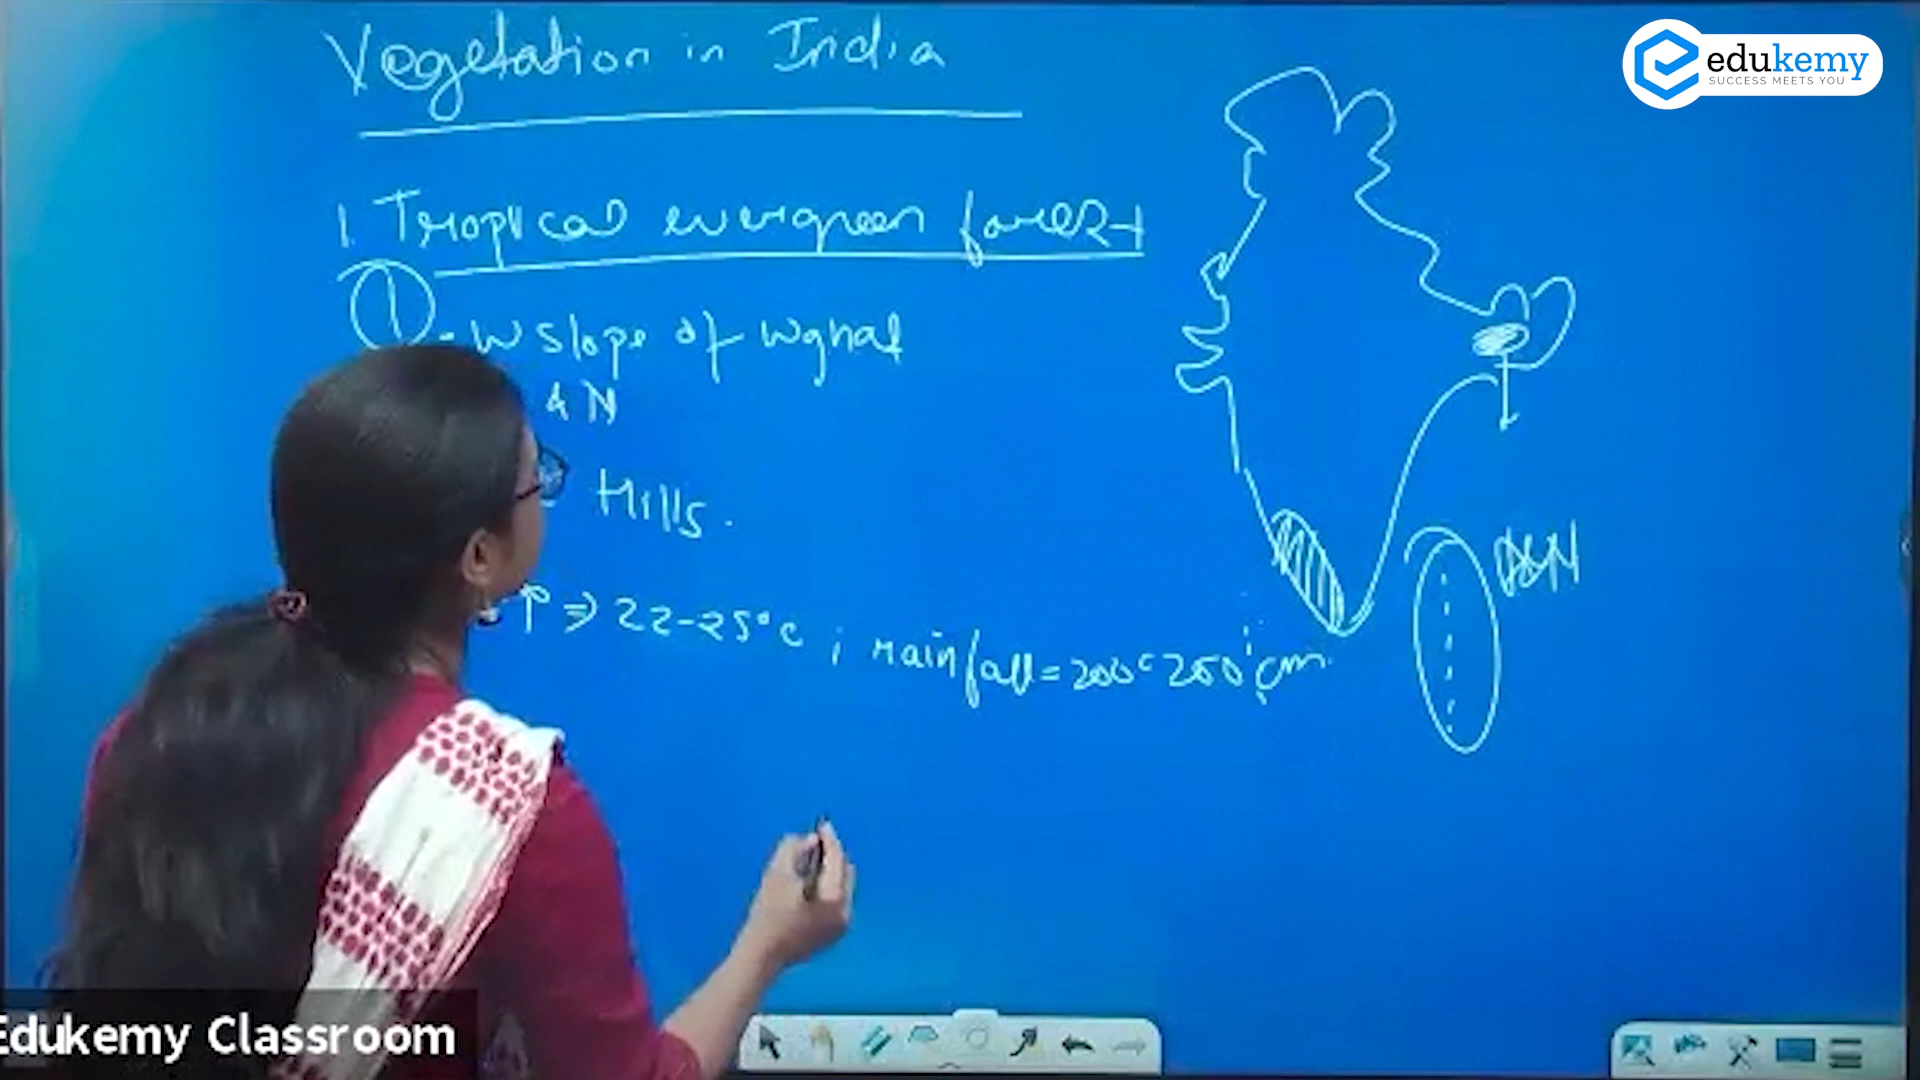 Vegetation in India
1. Tropical evergreen forest
1 - W slope of wghat
A N
Hills.
↑ ⇒ 22-25°c ; rainfall = 200 c 250 cm.
A&N
edukemy
SUCCESS MEETS YOU
Edukemy Classroom